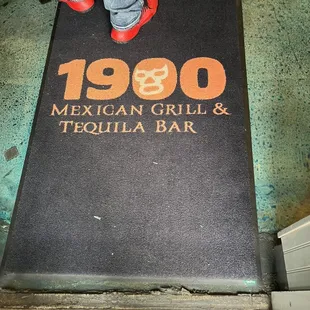 1900
MEXICAN GRILL &
TEQUILA BAR